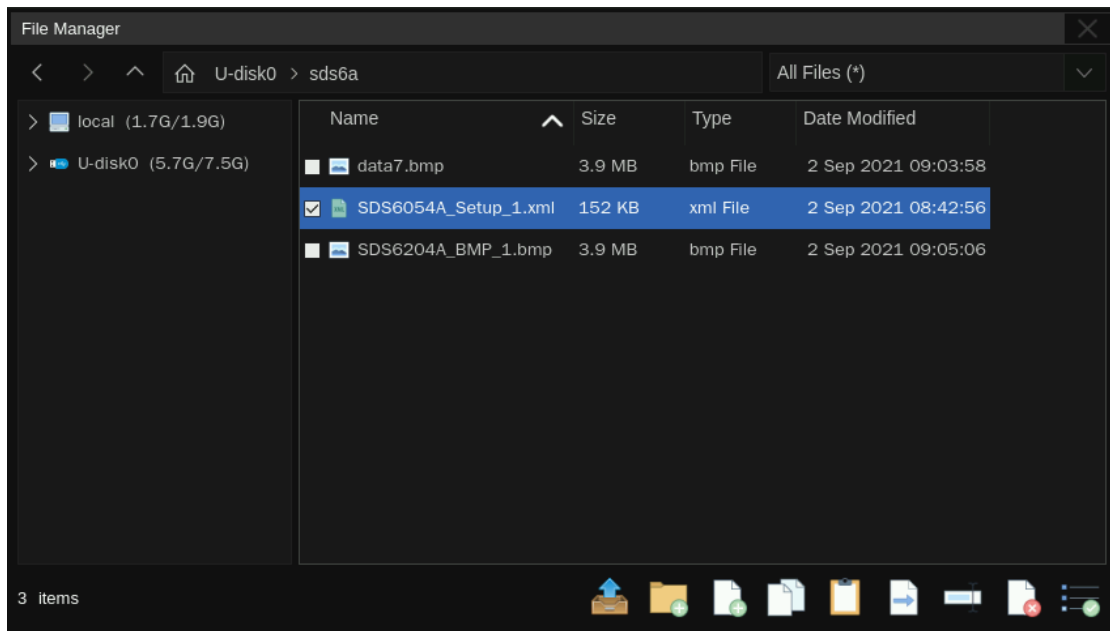 File Manager
U-disk0 > sds6a
All Files (*)
local (1.7G/1.9G)
U-disk0 (5.7G/7.5G)
Name Size Type Date Modified
data7.bmp 3.9 MB bmp File 2 Sep 2021 09:03:58
SDS6054A_Setup_1.xml 152 KB xml File 2 Sep 2021 08:42:56
SDS6204A_BMP_1.bmp 3.9 MB bmp File 2 Sep 2021 09:05:06
3 items